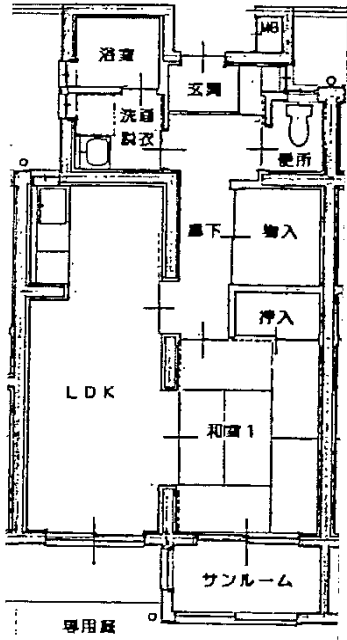 MB
浴室
玄関
洗面
脱衣
便所
廊下
物入
押入
LDK
和室1
サンルーム
専用庭